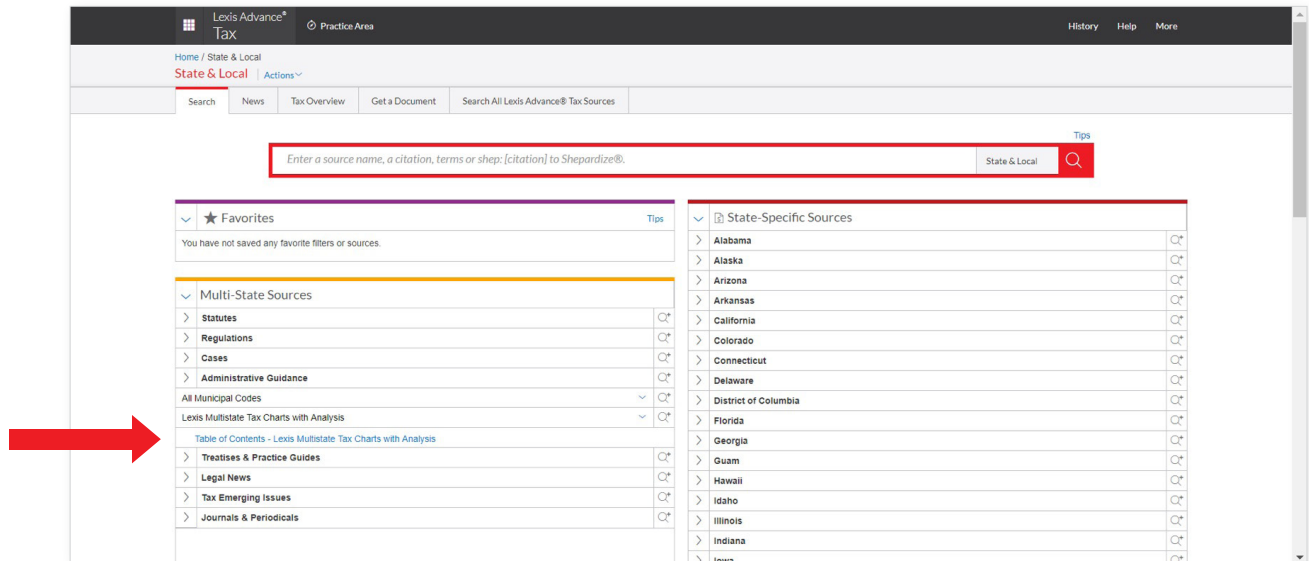 Lexis Advance®
Tax
Practice Area
History Help More
Home / State & Local
State & Local | Actions
Search News Tax Overview Get a Document Search All Lexis Advance® Tax Sources
Tips
Enter a source name, a citation, terms or shep: [citation] to Shepardize®.
State & Local
Favorites Tips
You have not saved any favorite filters or sources.
Multi-State Sources
Statutes
Regulations
Cases
Administrative Guidance
All Municipal Codes
Lexis Multistate Tax Charts with Analysis
Table of Contents - Lexis Multistate Tax Charts with Analysis
Treatises & Practice Guides
Legal News
Tax Emerging Issues
Journals & Periodicals
State-Specific Sources
Alabama
Alaska
Arizona
Arkansas
California
Colorado
Connecticut
Delaware
District of Columbia
Florida
Georgia
Guam
Hawaii
Idaho
Illinois
Indiana
Iowa